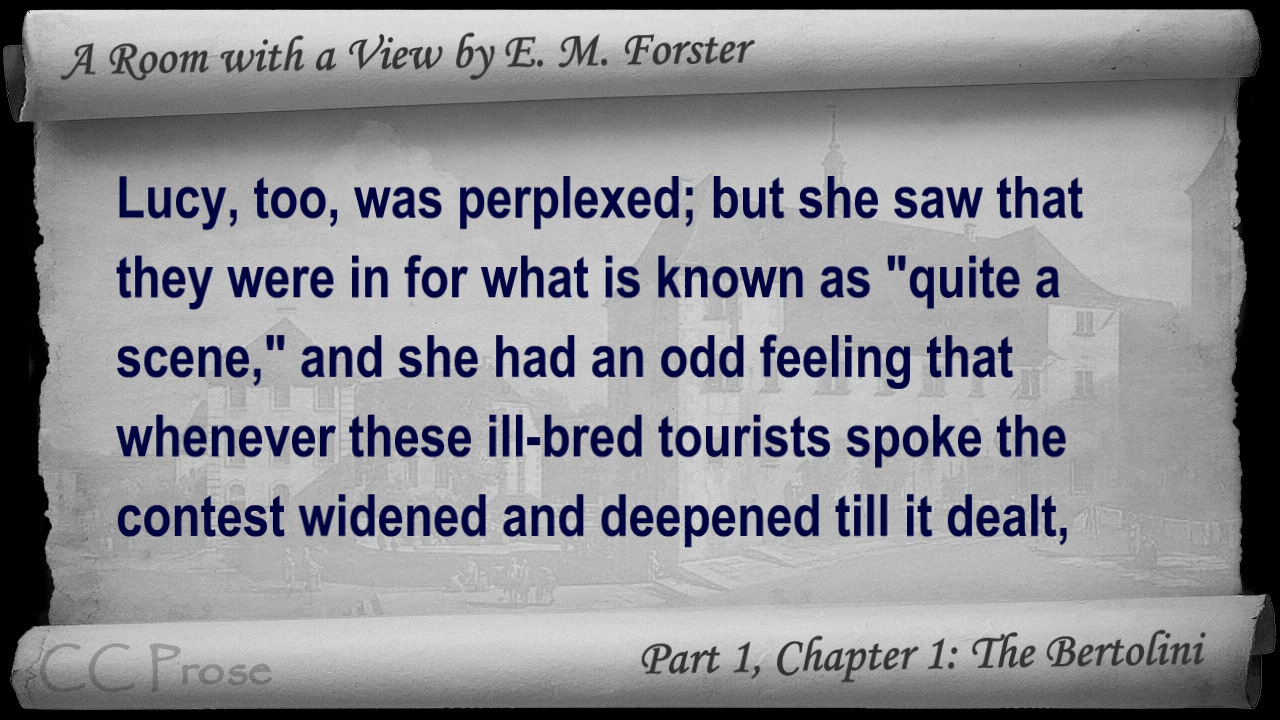 A Room with a View by E. M. Forster
Lucy, too, was perplexed; but she saw that
they were in for what is known as "quite a
scene," and she had an odd feeling that
whenever these ill-bred tourists spoke the
contest widened and deepened till it dealt,
CC Prose
Part 1, Chapter 1: The Bertolini